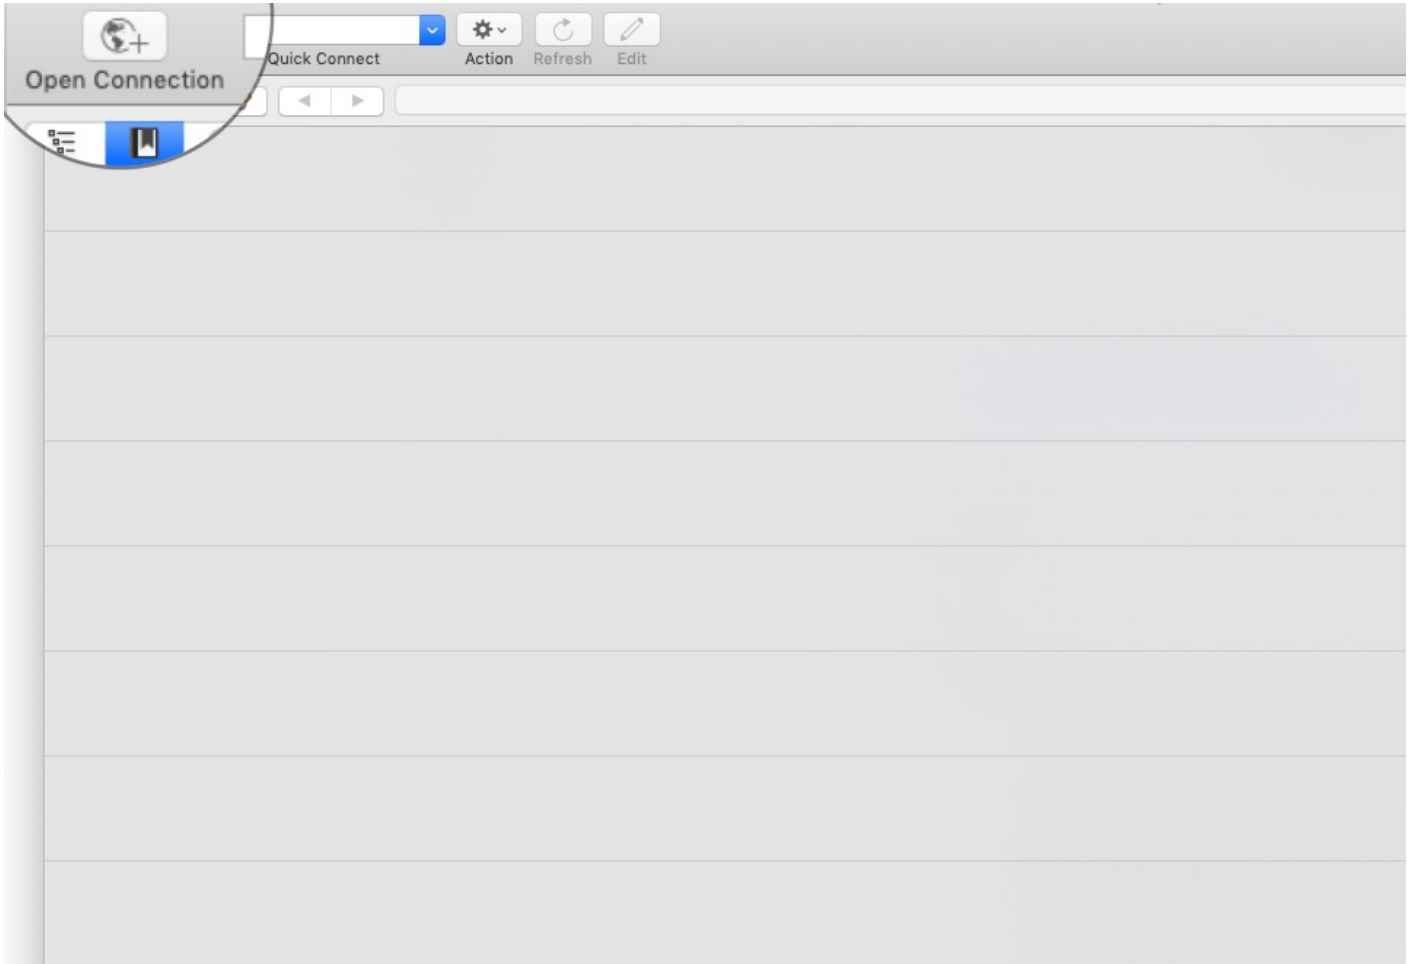 Open Connection
Quick Connect
Action
Refresh
Edit